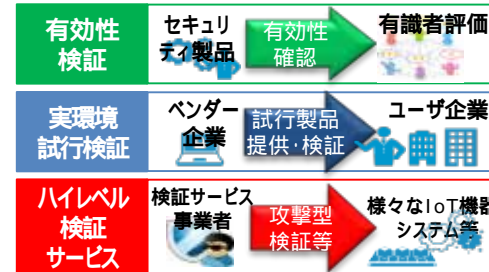 有効性
検証
セキュリ
ティ製品
有効性
確認
有識者評価
実環境
試行検証
ベンダー
企業
試行製品
提供・検証
ユーザ企業
ハイレベル
検証
サービス
検証サービス
事業者
攻撃型
検証等
様々なIoT機器
システム等